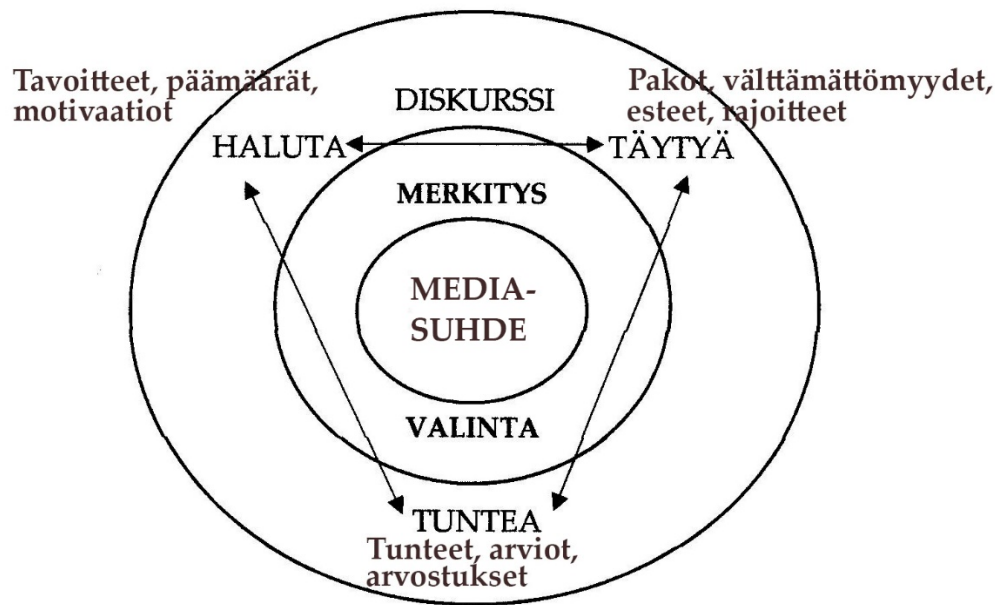 Tavoitteet, päämäärät,
motivaatiot
Pakot, välttämättömyydet,
esteet, rajoitteet
DISKURSSI
HALUTA
TÄYTYÄ
MERKITYS
MEDIA-
SUHDE
VALINTA
TUNTEA
Tunteet, arviot,
arvostukset